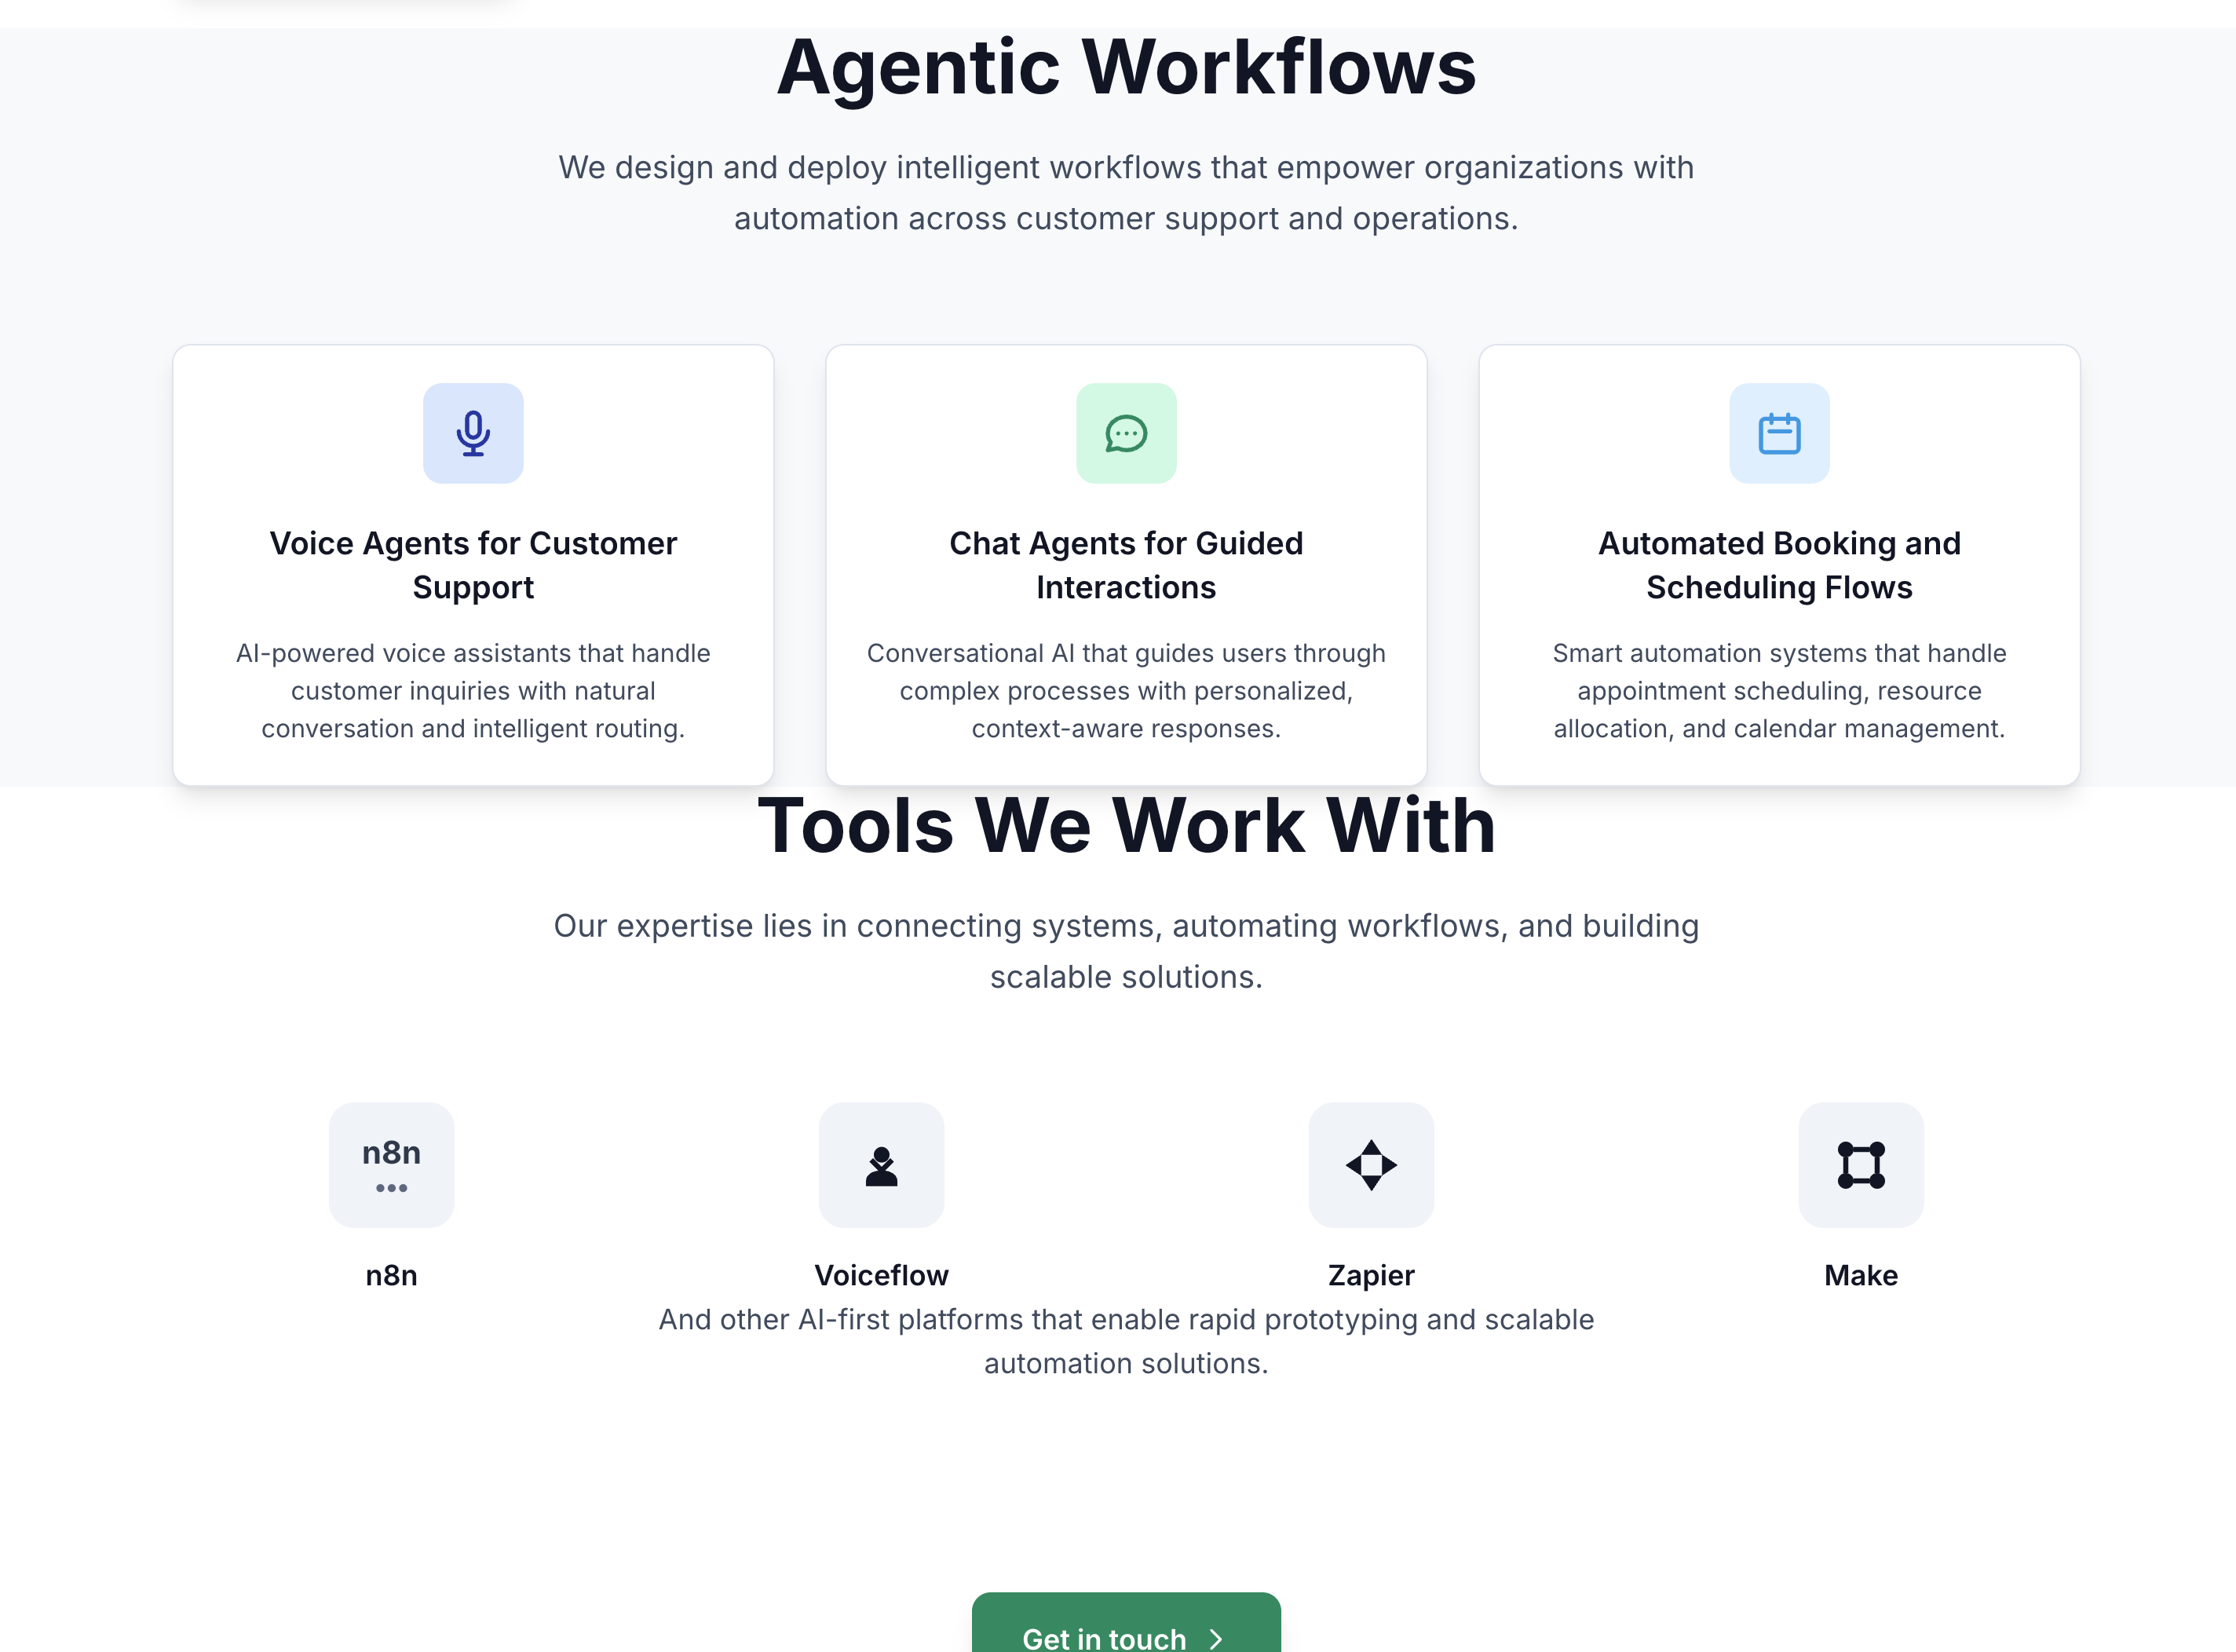 Agentic Workflows
We design and deploy intelligent workflows that empower organizations with
automation across customer support and operations.
Voice Agents for Customer
Support
AI-powered voice assistants that handle
customer inquiries with natural
conversation and intelligent routing.
Chat Agents for Guided
Interactions
Conversational AI that guides users through
complex processes with personalized,
context-aware responses.
Automated Booking and
Scheduling Flows
Smart automation systems that handle
appointment scheduling, resource
allocation, and calendar management.
Tools We Work With
Our expertise lies in connecting systems, automating workflows, and building
scalable solutions.
n8n
n8n
Voiceflow
Zapier
Make
And other AI-first platforms that enable rapid prototyping and scalable
automation solutions.
Get in touch